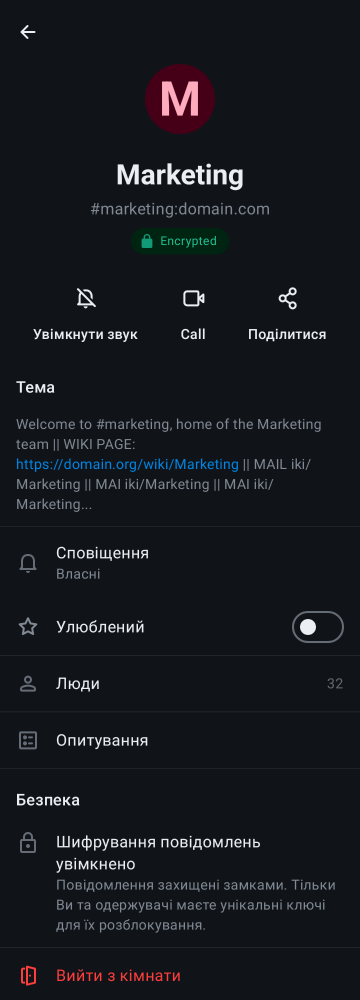 M
Marketing
#marketing:domain.com
Encrypted
Увімкнути звук
Call
Поділитися
Тема
Welcome to #marketing, home of the Marketing
team || WIKI PAGE:
https://domain.org/wiki/Marketing || MAIL iki/
Marketing || MAI iki/Marketing || MAI iki/
Marketing...
Сповіщення
Власні
Улюблений
Люди
32
Опитування
Безпека
Шифрування повідомлень
увімкнено
Повідомлення захищені замками. Тільки
Ви та одержувачі маєте унікальні ключі
для їх розблокування.
Вийти з кімнати